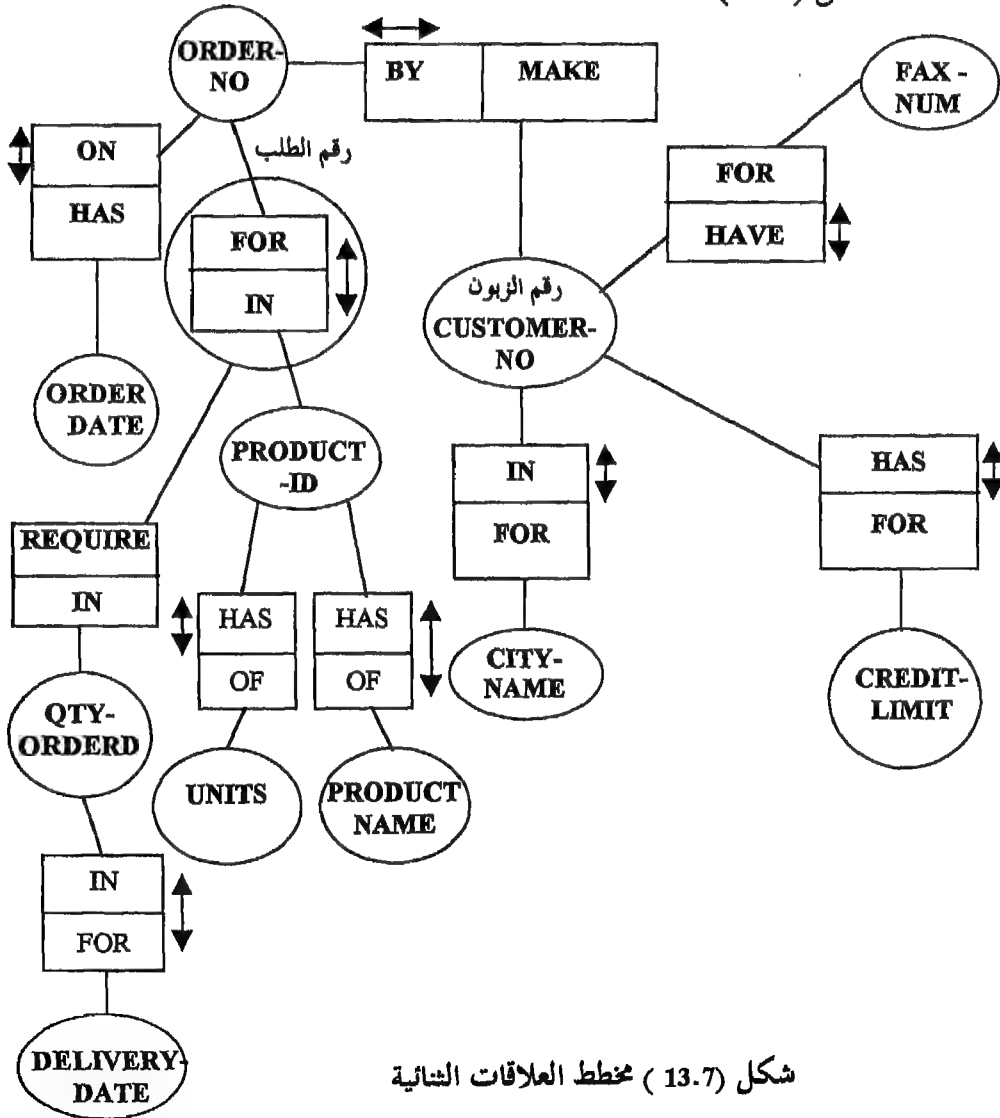 ORDER-
NO
BY
MAKE
FAX -
NUM
ON
HAS
رقم الطلب
FOR
IN
FOR
HAVE
رقم الزبون
CUSTOMER-
NO
ORDER
DATE
PRODUCT
-ID
IN
FOR
HAS
FOR
REQUIRE
IN
HAS
OF
HAS
OF
CITY-
NAME
CREDIT-
LIMIT
QTY-
ORDERD
UNITS
PRODUCT
NAME
IN
FOR
DELIVERY-
DATE
شكل (13.7 ) مخطط العلاقات الثنائية